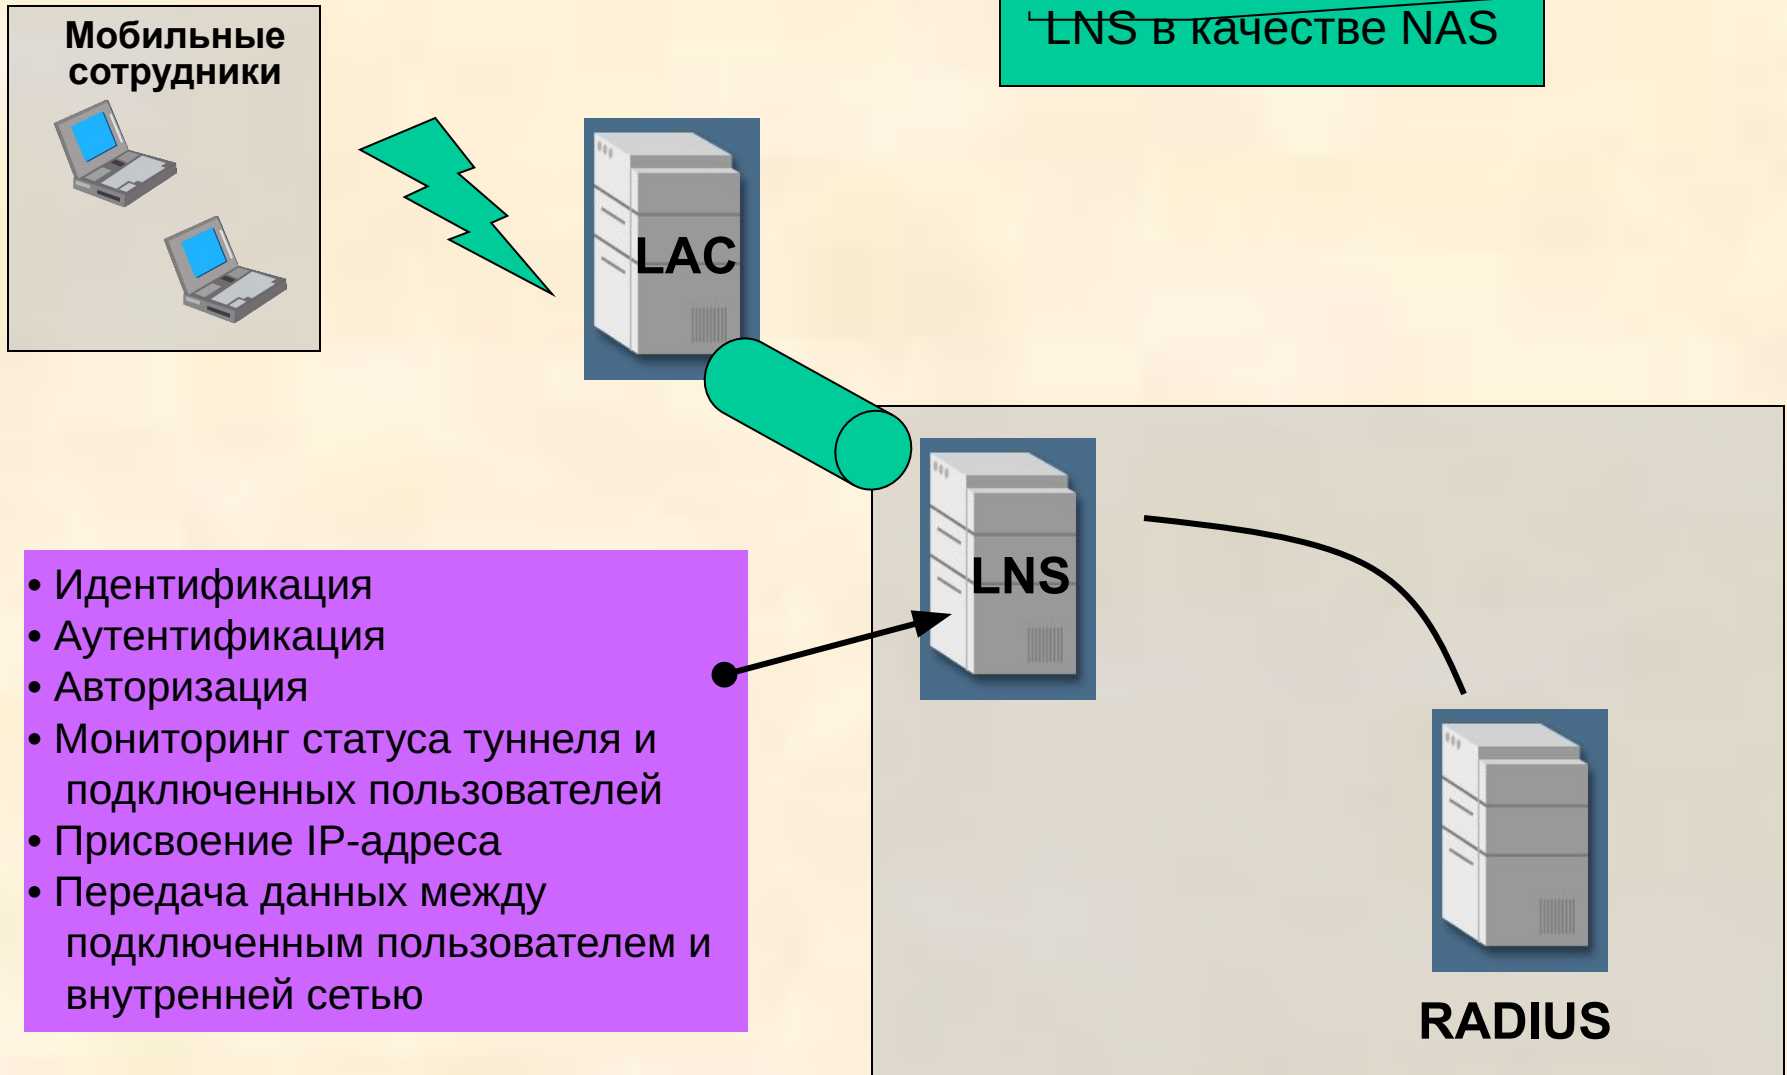 Мобильные
сотрудники
LNS в качестве NAS
LAC
LNS
• Идентификация
• Аутентификация
• Авторизация
• Мониторинг статуса туннеля и
подключенных пользователей
• Присвоение IP-адреса
• Передача данных между
подключенным пользователем и
внутренней сетью
RADIUS